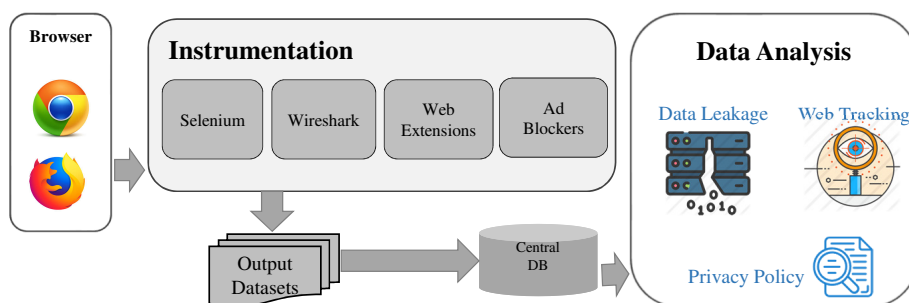 Browser
Instrumentation
Selenium
Wireshark
Web
Extensions
Ad
Blockers
Output
Datasets
Central
DB
Data Analysis
Data Leakage
Web Tracking
0
1
0
1
0
Privacy Policy